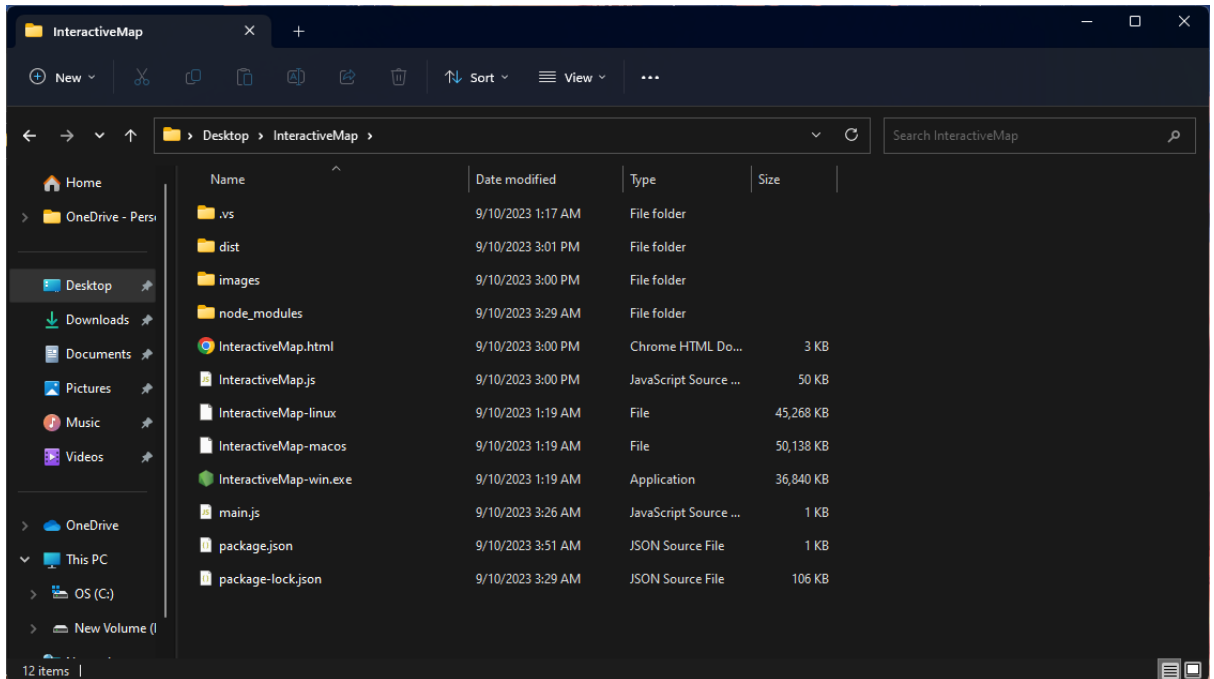 InteractiveMap
New
Sort
View
Desktop
InteractiveMap
Search InteractiveMap
Home
OneDrive - Pers
Desktop
Downloads
Documents
Pictures
Music
Videos
OneDrive
This PC
OS (C:)
New Volume (
Name Date modified Type Size
.vs 9/10/2023 1:17 AM File folder
dist 9/10/2023 3:01 PM File folder
images 9/10/2023 3:00 PM File folder
node_modules 9/10/2023 3:29 AM File folder
InteractiveMap.html 9/10/2023 3:00 PM Chrome HTML Do... 3 KB
InteractiveMap.js 9/10/2023 3:00 PM JavaScript Source ... 50 KB
InteractiveMap-linux 9/10/2023 1:19 AM File 45,268 KB
InteractiveMap-macos 9/10/2023 1:19 AM File 50,138 KB
InteractiveMap-win.exe 9/10/2023 1:19 AM Application 36,840 KB
main.js 9/10/2023 3:26 AM JavaScript Source ... 1 KB
package.json 9/10/2023 3:51 AM JSON Source File 1 KB
package-lock.json 9/10/2023 3:29 AM JSON Source File 106 KB
12 items